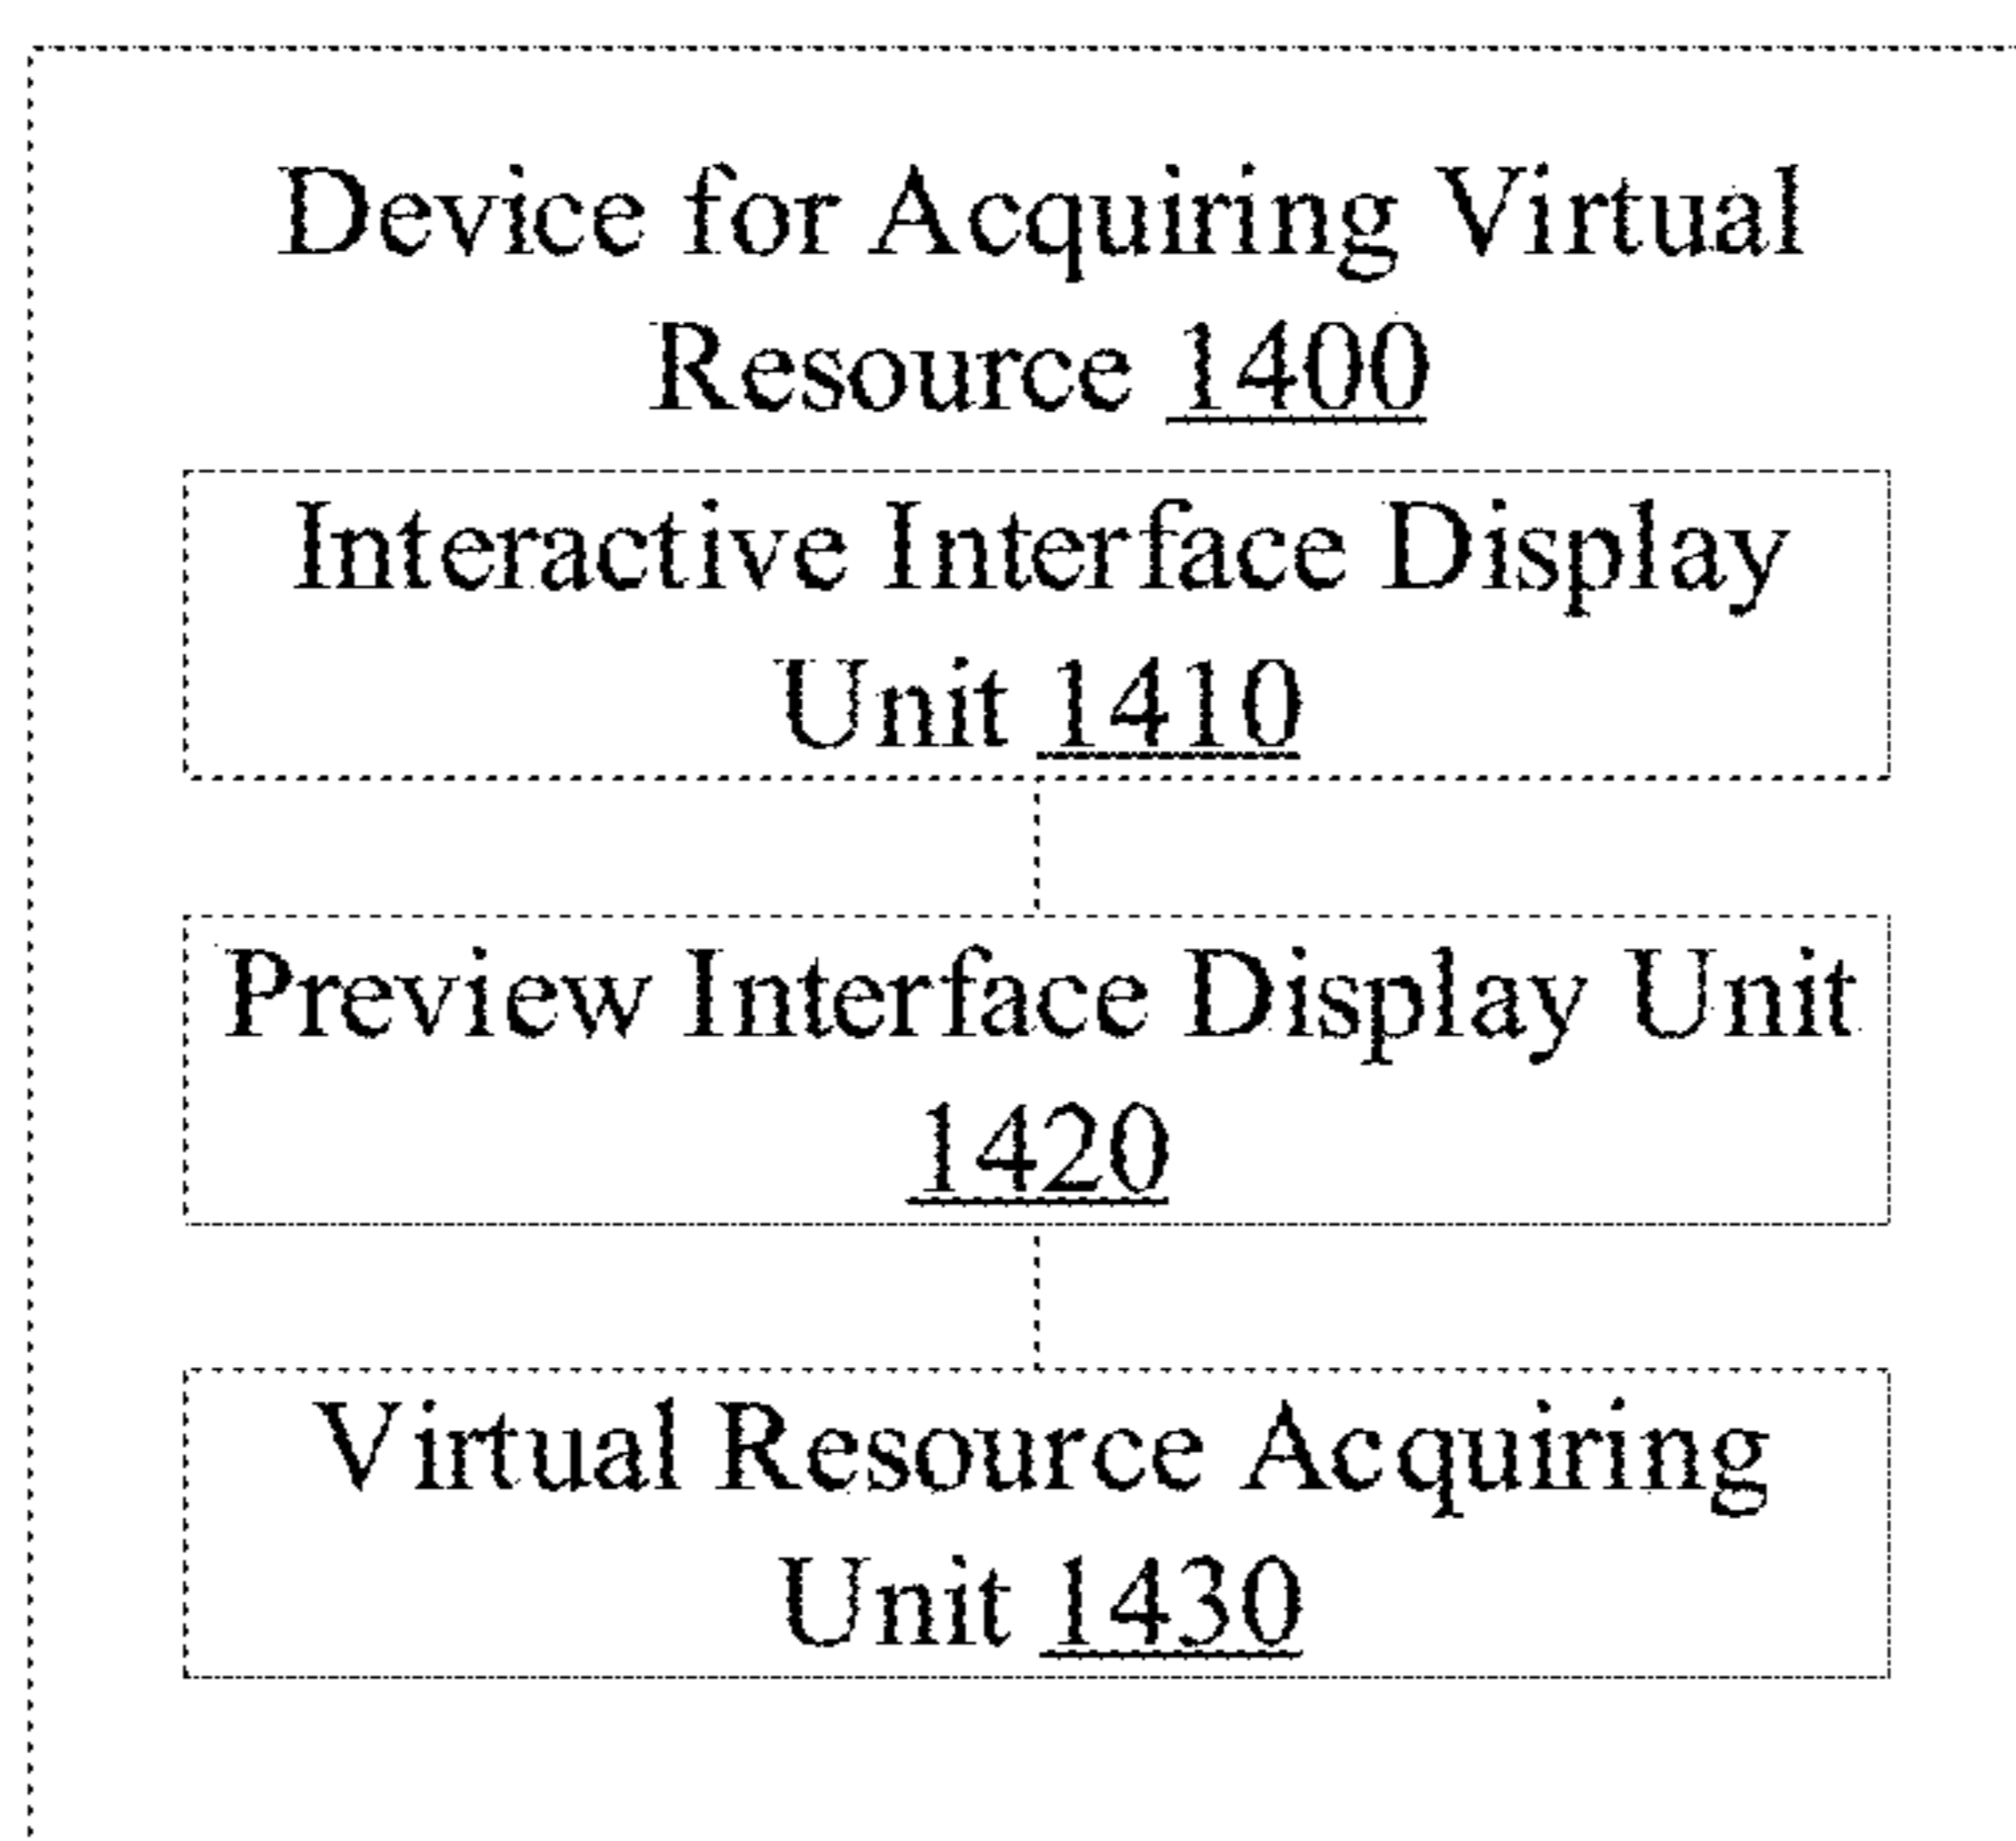 Device for Acquiring Virtual
Resource 1400
Interactive Interface Display
Unit 1410
Preview Interface Display Unit
1420
Virtual Resource Acquiring
Unit 1430